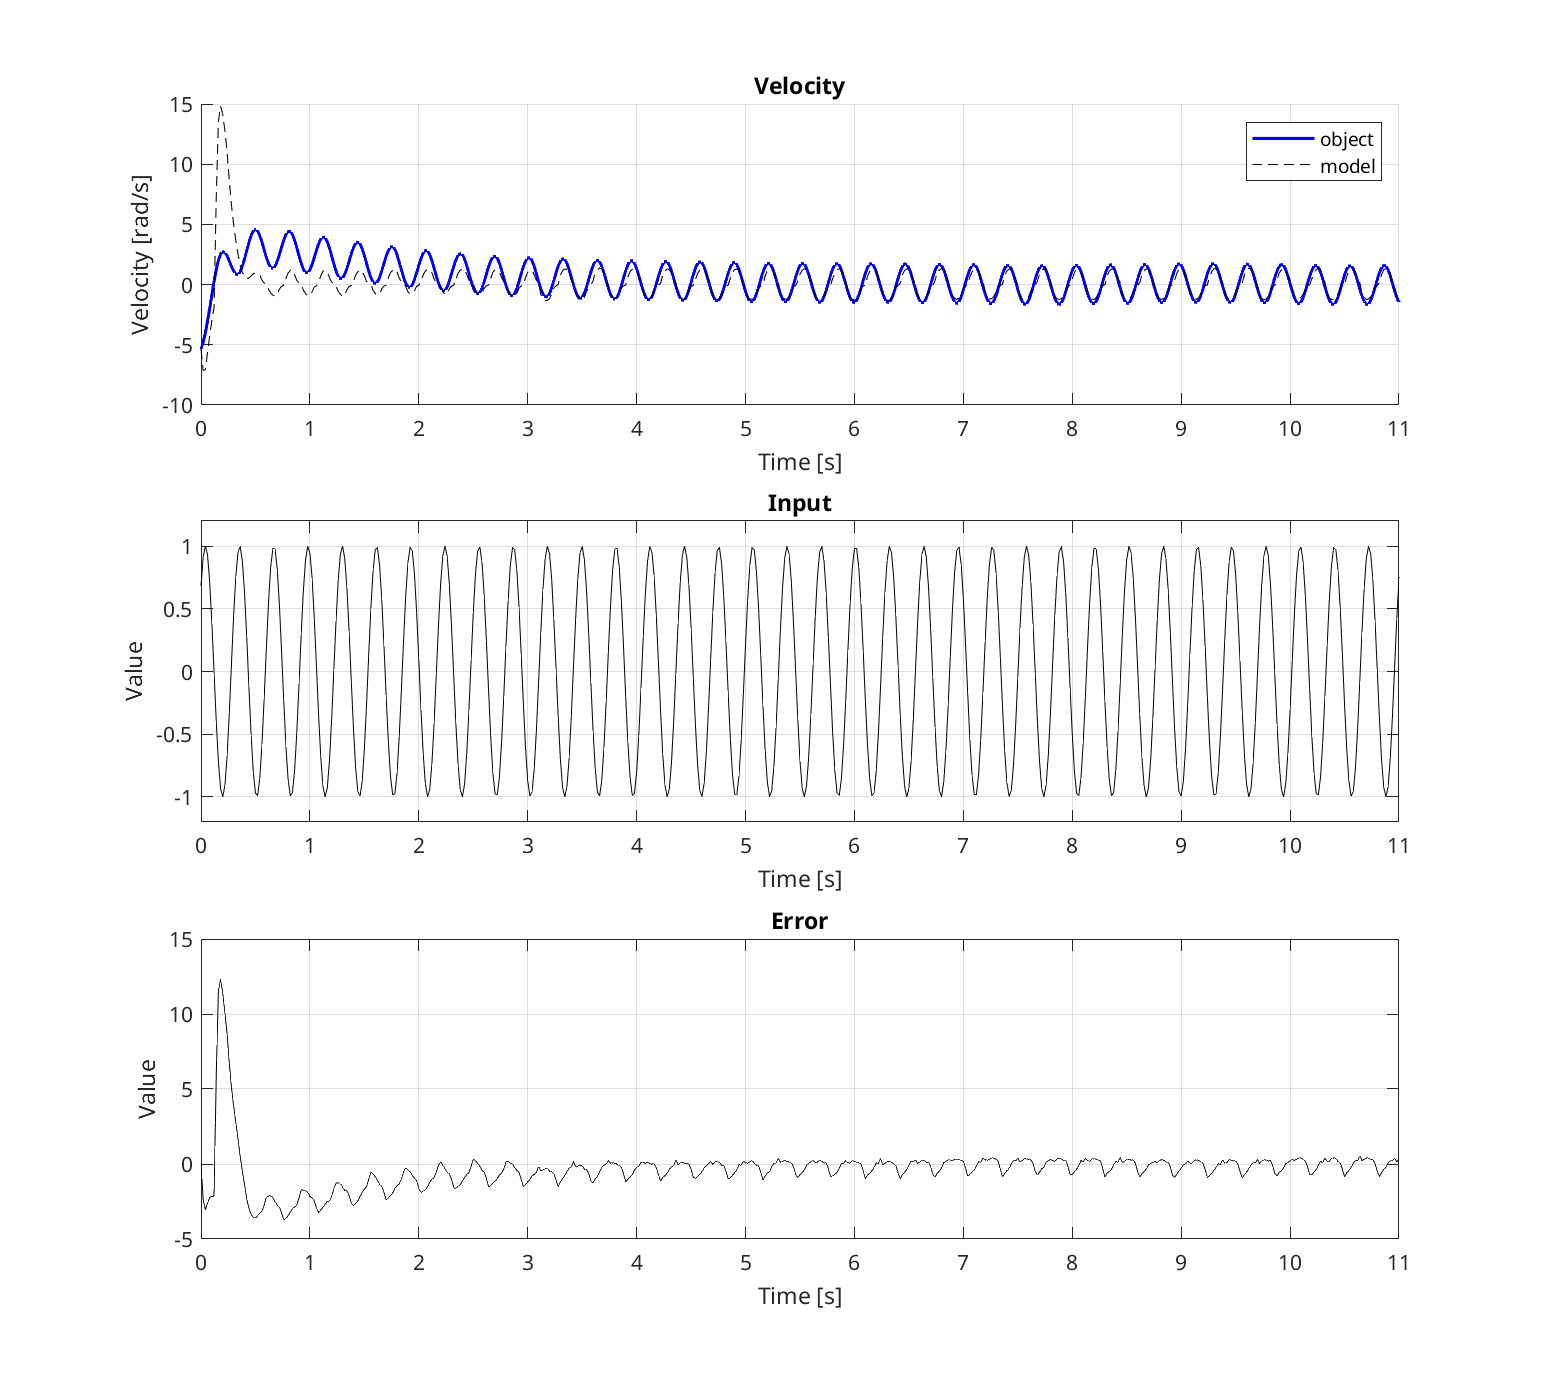 Velocity
15
10
5
0
-5
-10
Velocity [rad/s]
object
model
0 1 2 3 4 5 6 7 8 9 10 11
Time [s]
Input
1
0.5
0
-0.5
-1
Value
0 1 2 3 4 5 6 7 8 9 10 11
Time [s]
Error
15
10
5
0
-5
Value
0 1 2 3 4 5 6 7 8 9 10 11
Time [s]